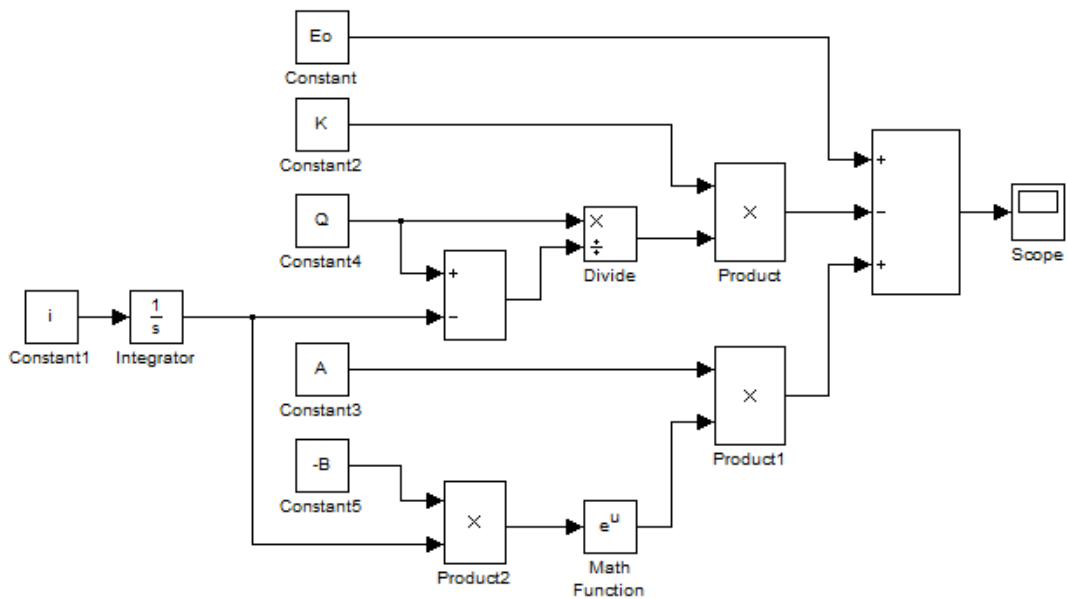 Eo
Constant
K
Constant2
Q
Constant4
+
−
×
÷
Divide
×
Product
+
−
+
Scope
i
Constant1
1
s
Integrator
A
Constant3
×
Product1
-B
Constant5
×
Product2
e^u
Math
Function